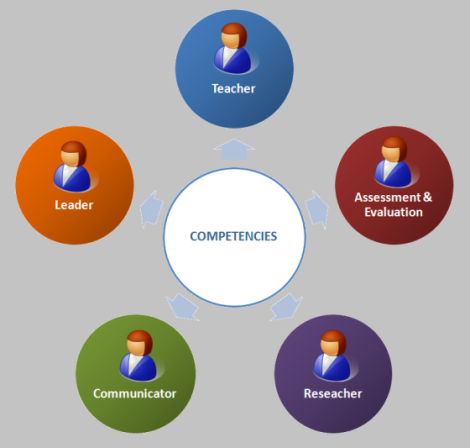 Teacher
Leader
Assessment &
Evaluation
COMPETENCIES
Communicator
Reseacher